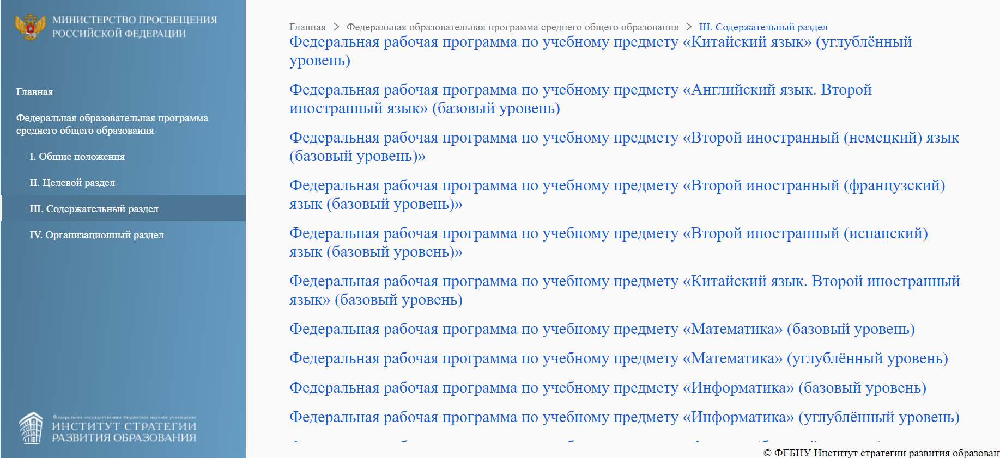 МИНИСТЕРСТВО ПРОСВЕЩЕНИЯ
РОССИЙСКОЙ ФЕДЕРАЦИИ
Главная
Федеральная образовательная программа
среднего общего образования
I. Общие положения
II. Целевой раздел
III. Содержательный раздел
IV. Организационный раздел
Федеральное государственное бюджетное научное учреждение
ИНСТИТУТ СТРАТЕГИИ
РАЗВИТИЯ ОБРАЗОВАНИЯ
Главная > Федеральная образовательная программа среднего общего образования > III. Содержательный раздел
Федеральная рабочая программа по учебному предмету «Китайский язык» (углублённый
уровень)
Федеральная рабочая программа по учебному предмету «Английский язык. Второй
иностранный язык» (базовый уровень)
Федеральная рабочая программа по учебному предмету «Второй иностранный (немецкий) язык
(базовый уровень)»
Федеральная рабочая программа по учебному предмету «Второй иностранный (французский)
язык (базовый уровень)»
Федеральная рабочая программа по учебному предмету «Второй иностранный (испанский)
язык (базовый уровень)»
Федеральная рабочая программа по учебному предмету «Китайский язык. Второй иностранный
язык» (базовый уровень)
Федеральная рабочая программа по учебному предмету «Математика» (базовый уровень)
Федеральная рабочая программа по учебному предмету «Математика» (углублённый уровень)
Федеральная рабочая программа по учебному предмету «Информатика» (базовый уровень)
Федеральная рабочая программа по учебному предмету «Информатика» (углублённый уровень)
© ФГБНУ Институт стратегии развития образован